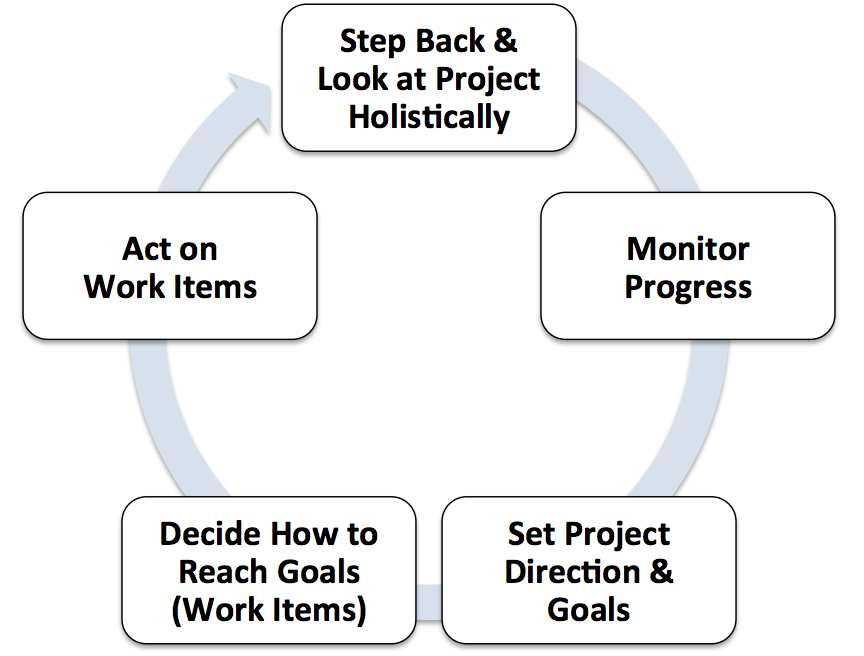 Step Back &
Look at Project
Holistically
Monitor
Progress
Set Project
Direction &
Goals
Decide How to
Reach Goals
(Work Items)
Act on
Work Items